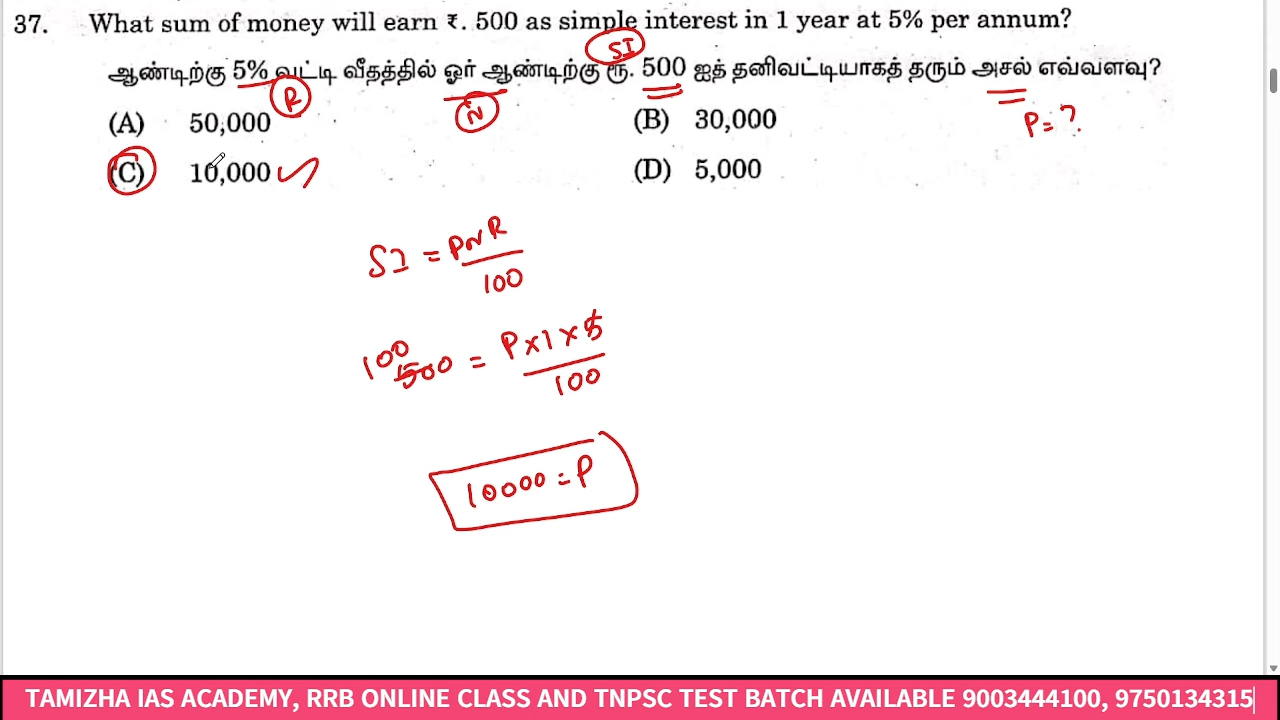 37. What sum of money will earn ₹. 500 as simple interest in 1 year at 5% per annum?
SI
ஆண்டிற்கு 5% வட்டி வீதத்தில் ஓர் ஆண்டிற்கு ரூ. 500 ஐத் தனிவட்டியாகத் தரும் அசல் எவ்வளவு?
R
N
P = ?
(A) 50,000 (B) 30,000
(C) 10,000 (D) 5,000
SI = PNR
100
100
500 = P x 1 x 5
100
10000 = P
TAMIZHA IAS ACADEMY, RRB ONLINE CLASS AND TNPSC TEST BATCH AVAILABLE 9003444100, 9750134315